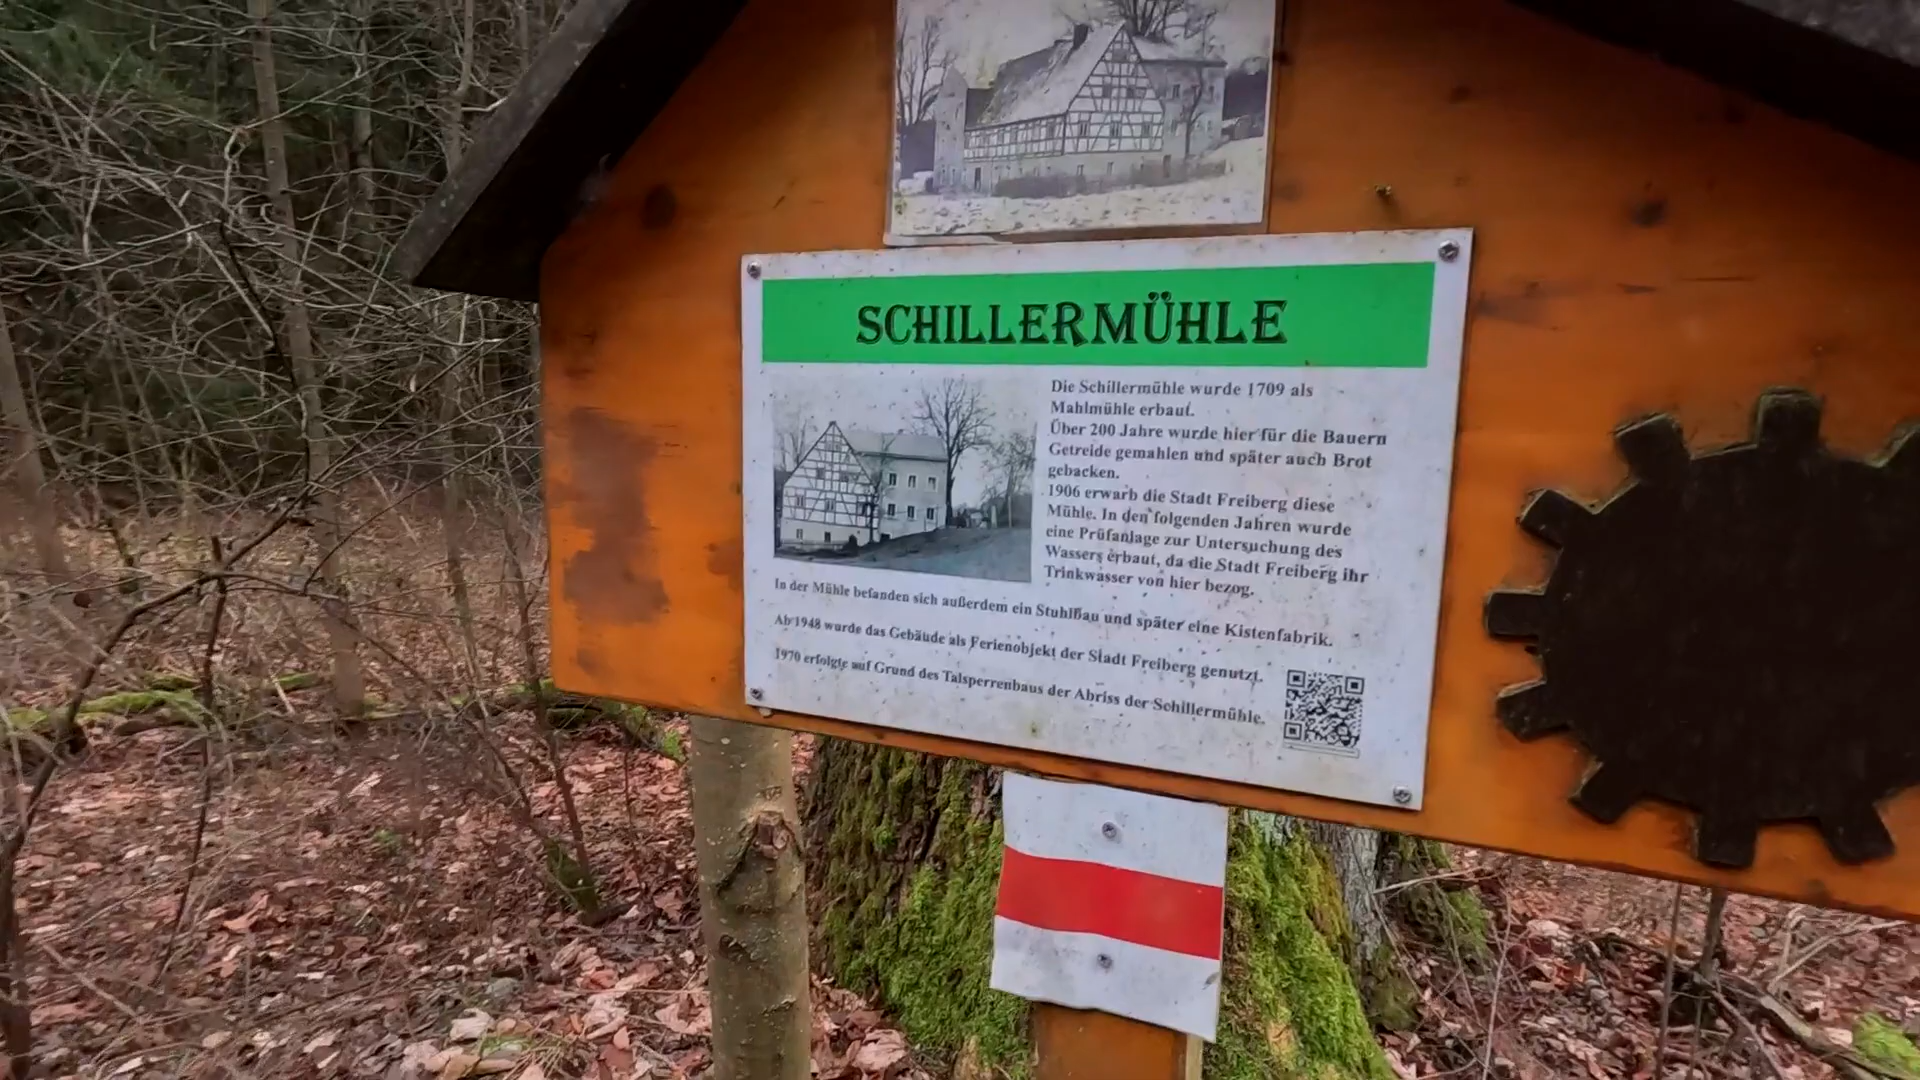 SCHILLERMÜHLE
Die Schillermühle wurde 1709 als
Mahlmühle erbaut.
Über 200 Jahre wurde hier für die Bauern
Getreide gemahlen und später auch Brot
gebacken.
1906 erwarb die Stadt Freiberg diese
Mühle. In den folgenden Jahren wurde
eine Prüfanlage zur Untersuchung des
Wassers erbaut, da die Stadt Freiberg ihr
Trinkwasser von hier bezog.
In der Mühle befanden sich außerdem ein Stuhlbau und später eine Kistenfabrik.
Ab 1948 wurde das Gebäude als Ferienobjekt der Stadt Freiberg genutzt.
1970 erfolgte auf Grund des Talsperrenbaus der Abriss der Schillermühle.